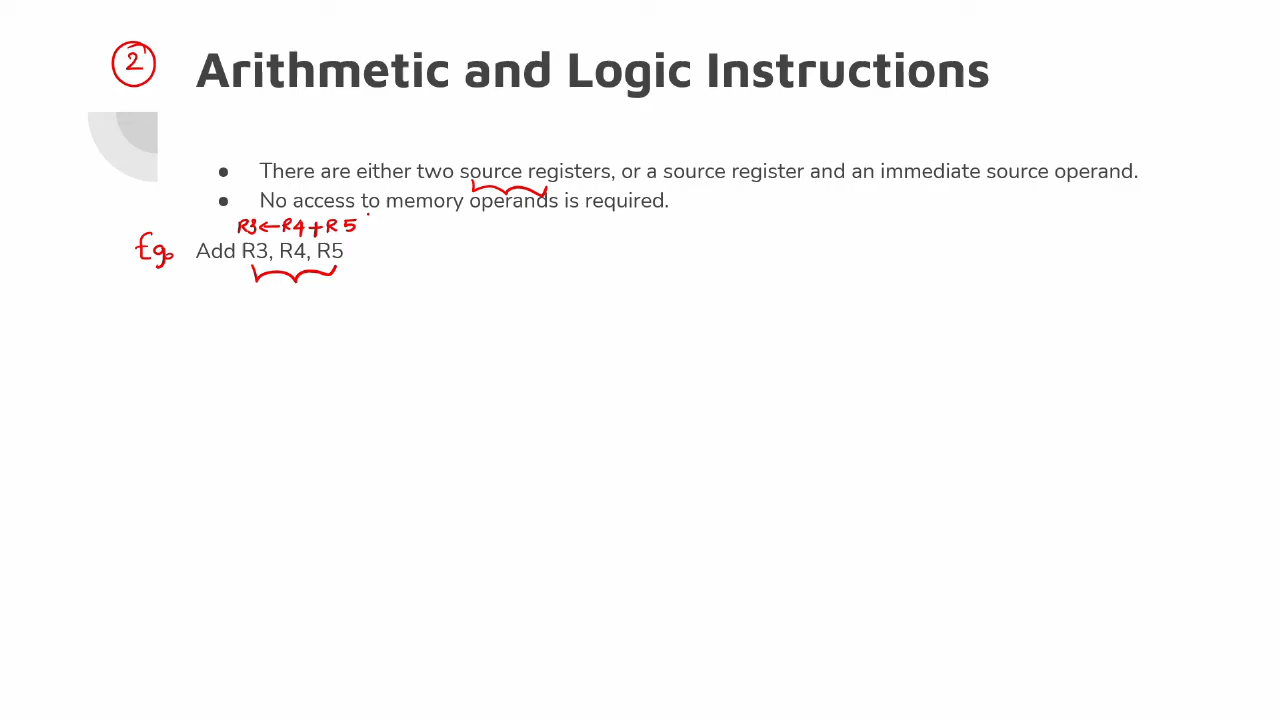 ② Arithmetic and Logic Instructions
● There are either two source registers, or a source register and an immediate source operand.
● No access to memory operands is required.
R3←R4+R5
Eg. Add R3, R4, R5